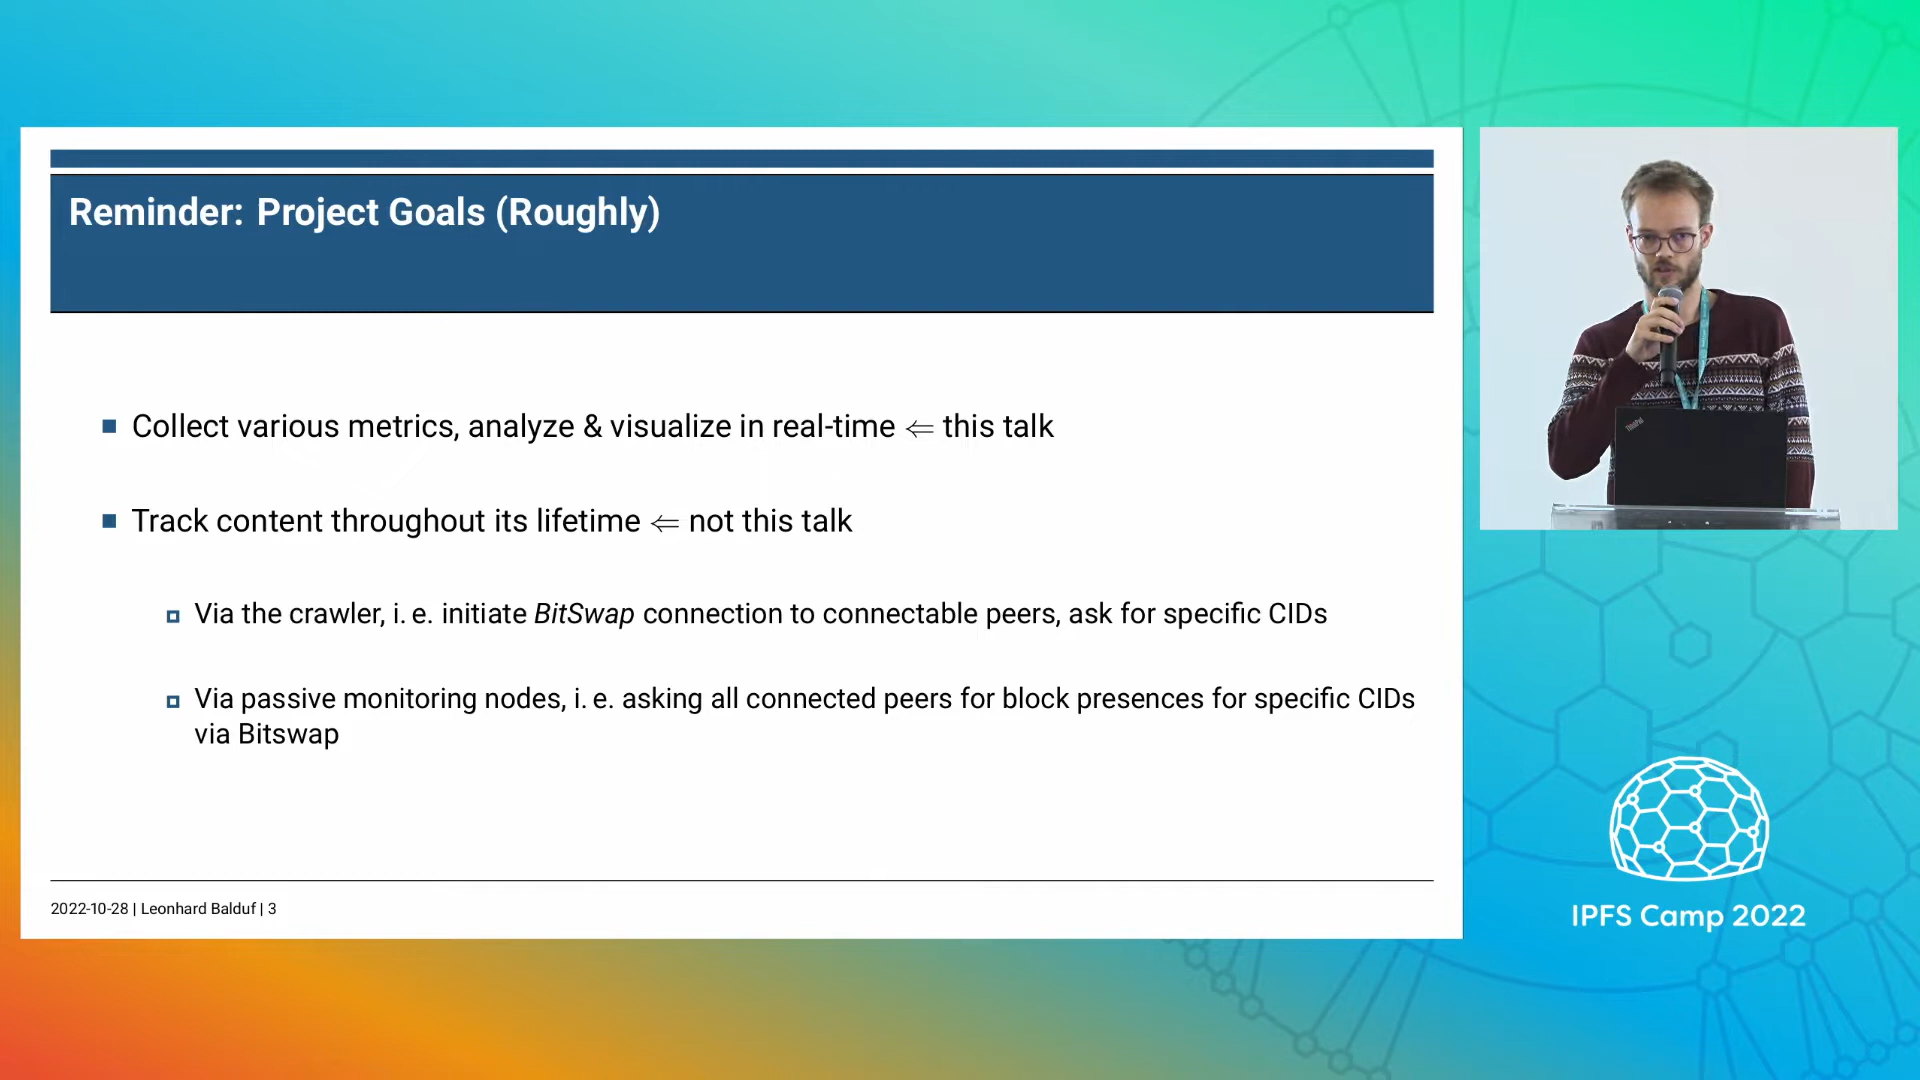 Reminder: Project Goals (Roughly)
Collect various metrics, analyze & visualize in real-time ⇐ this talk
Track content throughout its lifetime ⇐ not this talk
Via the crawler, i. e. initiate BitSwap connection to connectable peers, ask for specific CIDs
Via passive monitoring nodes, i. e. asking all connected peers for block presences for specific CIDs
via Bitswap
2022-10-28 | Leonhard Balduf | 3
ThinkPad
IPFS Camp 2022